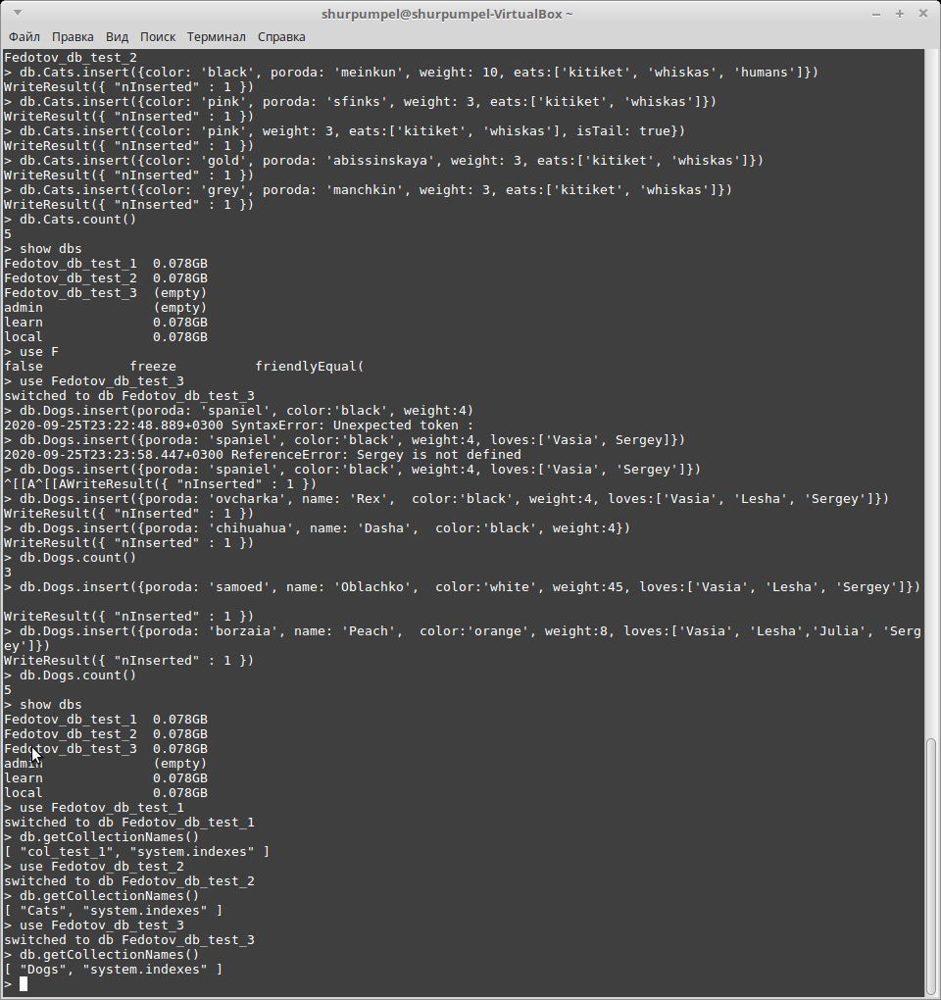 shurpumpel@shurpumpel-VirtualBox ~
Файл Правка Вид Поиск Терминал Справка
Fedotov_db_test_2
> db.Cats.insert({color: 'black', poroda: 'meinkun', weight: 10, eats:['kitiket', 'whiskas', 'humans']})
WriteResult({ "nInserted" : 1 })
> db.Cats.insert({color: 'pink', poroda: 'sfinks', weight: 3, eats:['kitiket', 'whiskas']})
WriteResult({ "nInserted" : 1 })
> db.Cats.insert({color: 'pink', weight: 3, eats:['kitiket', 'whiskas'], isTail: true})
WriteResult({ "nInserted" : 1 })
> db.Cats.insert({color: 'gold', poroda: 'abissinskaya', weight: 3, eats:['kitiket', 'whiskas']})
WriteResult({ "nInserted" : 1 })
> db.Cats.insert({color: 'grey', poroda: 'manchkin', weight: 3, eats:['kitiket', 'whiskas']})
WriteResult({ "nInserted" : 1 })
> db.Cats.count()
5
> show dbs
Fedotov_db_test_1  0.078GB
Fedotov_db_test_2  0.078GB
Fedotov_db_test_3  (empty)
admin              (empty)
learn              0.078GB
local              0.078GB
> use F
false           freeze          friendlyEqual(
> use Fedotov_db_test_3
switched to db Fedotov_db_test_3
> db.Dogs.insert(poroda: 'spaniel', color:'black', weight:4)
2020-09-25T23:22:48.889+0300 SyntaxError: Unexpected token :
> db.Dogs.insert({poroda: 'spaniel', color:'black', weight:4, loves:['Vasia', Sergey]})
2020-09-25T23:23:58.447+0300 ReferenceError: Sergey is not defined
> db.Dogs.insert({poroda: 'spaniel', color:'black', weight:4, loves:['Vasia', 'Sergey']})
^[[A^[[AWriteResult({ "nInserted" : 1 })
> db.Dogs.insert({poroda: 'ovcharka', name: 'Rex',  color:'black', weight:4, loves:['Vasia', 'Lesha', 'Sergey']})
WriteResult({ "nInserted" : 1 })
> db.Dogs.insert({poroda: 'chihuahua', name: 'Dasha',  color:'black', weight:4})
WriteResult({ "nInserted" : 1 })
> db.Dogs.count()
3
> db.Dogs.insert({poroda: 'samoed', name: 'Oblachko',  color:'white', weight:45, loves:['Vasia', 'Lesha', 'Sergey']})
WriteResult({ "nInserted" : 1 })
> db.Dogs.insert({poroda: 'borzaia', name: 'Peach',  color:'orange', weight:8, loves:['Vasia', 'Lesha','Julia', 'Serg
ey']})
WriteResult({ "nInserted" : 1 })
> db.Dogs.count()
5
> show dbs
Fedotov_db_test_1  0.078GB
Fedotov_db_test_2  0.078GB
Fedotov_db_test_3  0.078GB
admin              (empty)
learn              0.078GB
local              0.078GB
> use Fedotov_db_test_1
switched to db Fedotov_db_test_1
> db.getCollectionNames()
[ "col_test_1", "system.indexes" ]
> use Fedotov_db_test_2
switched to db Fedotov_db_test_2
> db.getCollectionNames()
[ "Cats", "system.indexes" ]
> use Fedotov_db_test_3
switched to db Fedotov_db_test_3
> db.getCollectionNames()
[ "Dogs", "system.indexes" ]
>